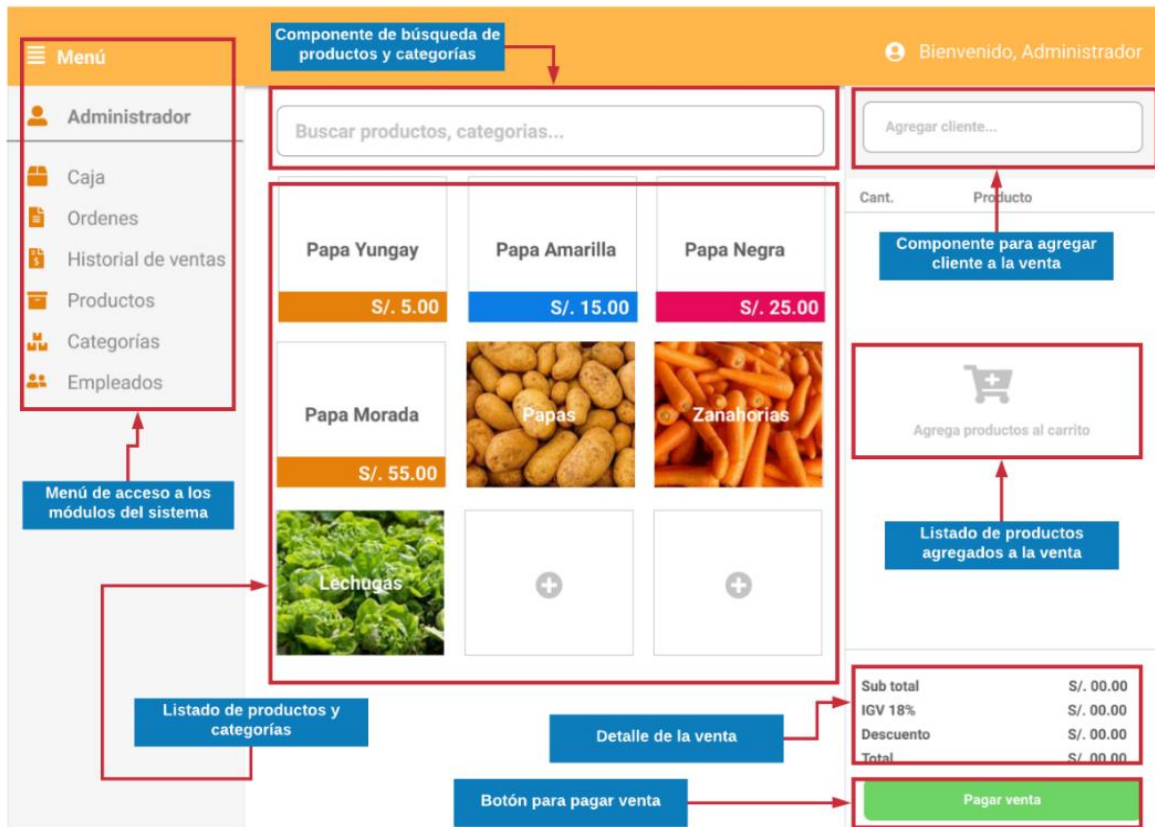 Menú
Componente de búsqueda de
productos y categorías
Bienvenido, Administrador
Administrador
Caja
Ordenes
Historial de ventas
Productos
Categorías
Empleados
Menú de acceso a los
módulos del sistema
Buscar productos, categorias...
Papa Yungay
S/. 5.00
Papa Amarilla
S/. 15.00
Papa Negra
S/. 25.00
Papa Morada
S/. 55.00
Papas
Zanahorias
Lechugas
Listado de productos y
categorías
Agregar cliente...
Cant. Producto
Componente para agregar
cliente a la venta
Agrega productos al carrito
Listado de productos
agregados a la venta
Sub total S/. 00.00
IGV 18% S/. 00.00
Descuento S/. 00.00
Total S/. 00.00
Detalle de la venta
Botón para pagar venta
Pagar venta